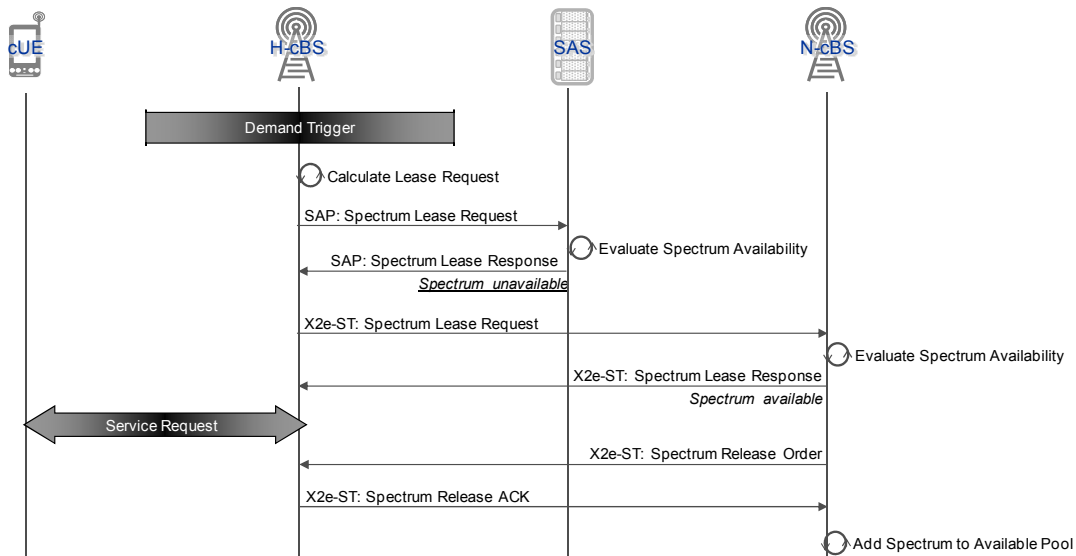 cUE
H-cBS
SAS
N-cBS
Demand Trigger
Calculate Lease Request
SAP: Spectrum Lease Request
Evaluate Spectrum Availability
SAP: Spectrum Lease Response
Spectrum unavailable
X2e-ST: Spectrum Lease Request
Evaluate Spectrum Availability
X2e-ST: Spectrum Lease Response
Spectrum available
Service Request
X2e-ST: Spectrum Release Order
X2e-ST: Spectrum Release ACK
Add Spectrum to Available Pool